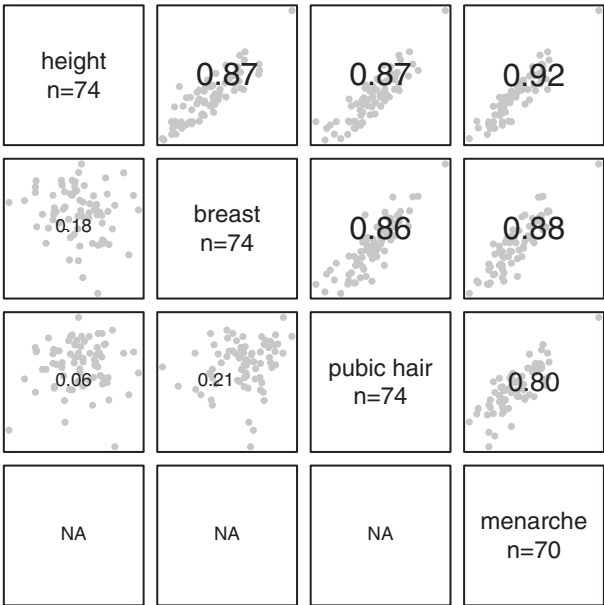 height
n=74
0.87
0.87
0.92
0.18
breast
n=74
0.86
0.88
0.06
0.21
pubic hair
n=74
0.80
NA
NA
NA
menarche
n=70